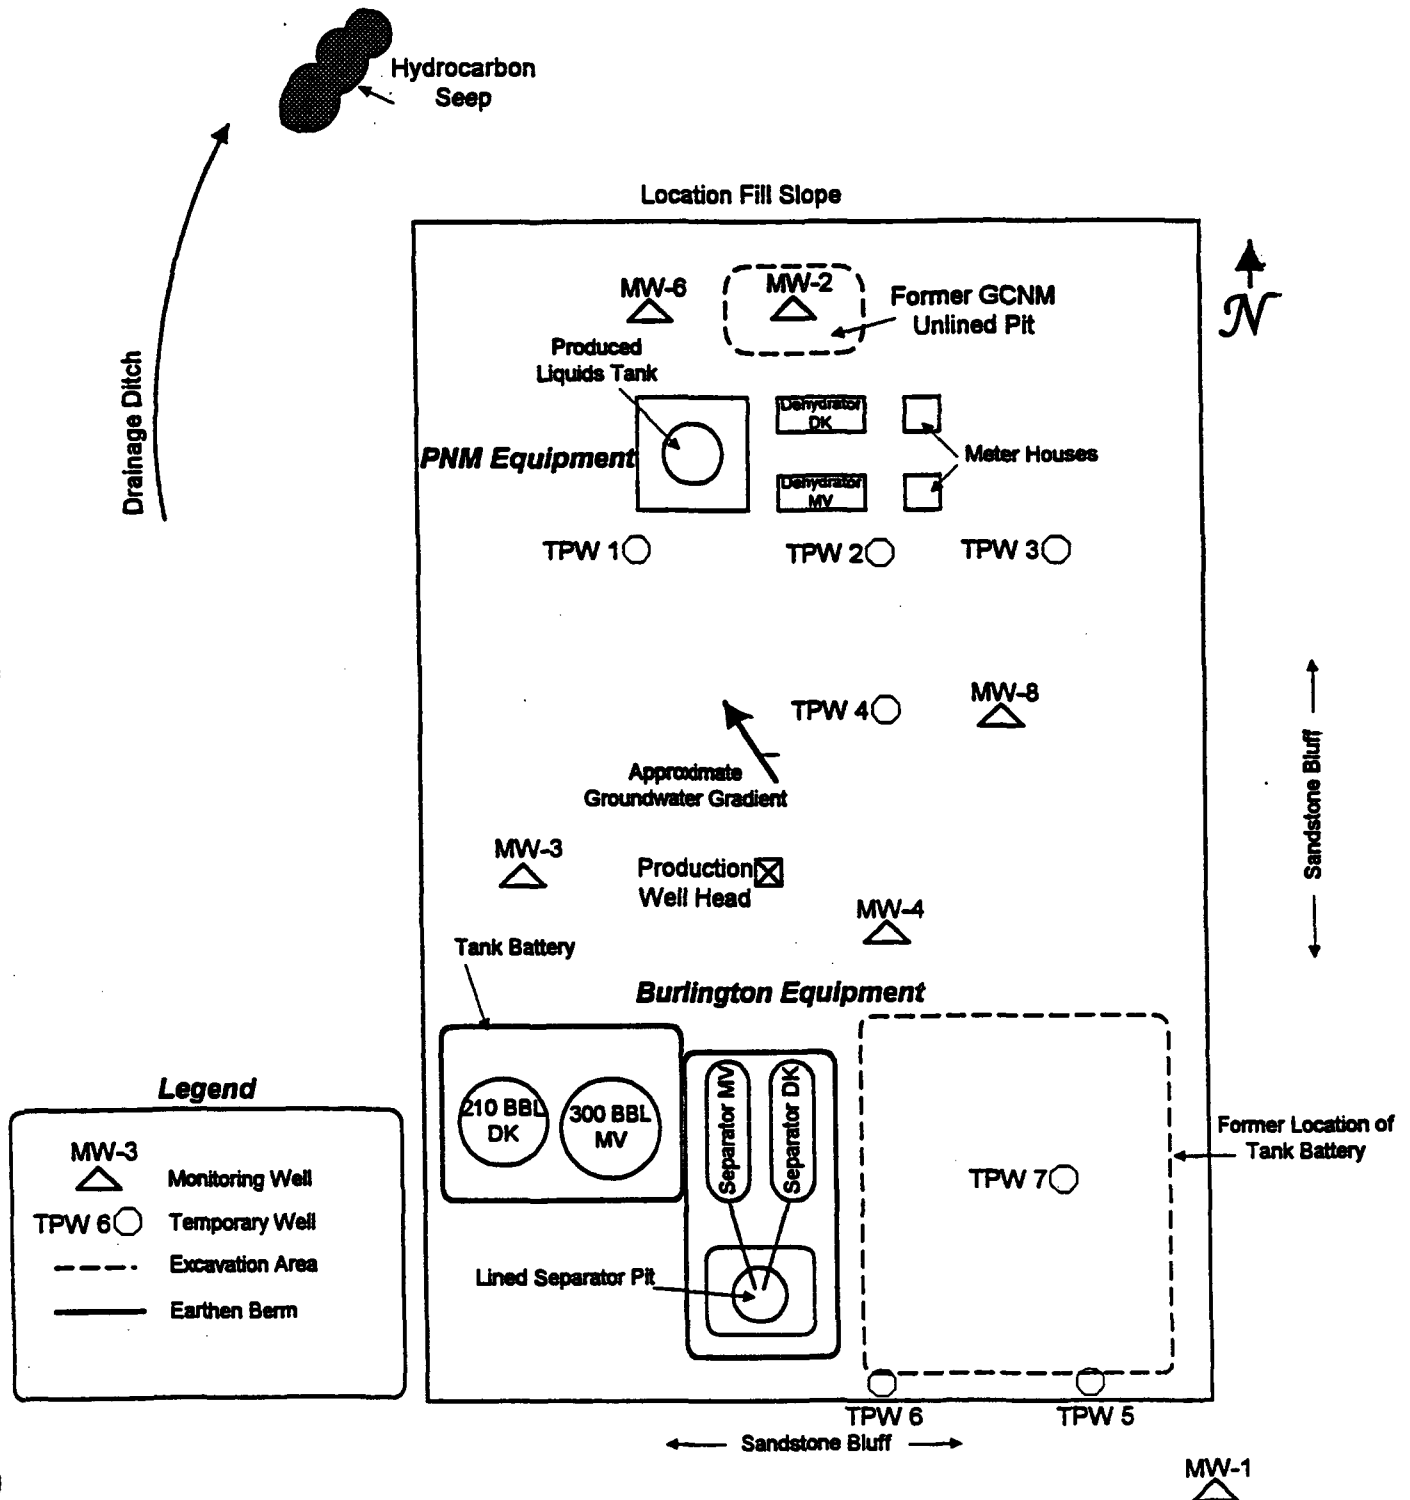 Hydrocarbon
Seep
Location Fill Slope
N
MW-6
MW-2
Former GCNM
Unlined Pit
Produced
Liquids Tank
Drainage Ditch
Dehydrator
DK
PNM Equipment
Meter Houses
Dehydrator
MV
TPW 1
TPW 2
TPW 3
TPW 4
MW-8
Sandstone Bluff
Approximate
Groundwater Gradient
MW-3
Production
Well Head
MW-4
Tank Battery
Burlington Equipment
210 BBL
DK
300 BBL
MV
Separator MV
Separator DK
Former Location of
Tank Battery
TPW 7
Lined Separator Pit
Legend
MW-3
Monitoring Well
TPW 6
Temporary Well
Excavation Area
Earthen Berm
TPW 6
TPW 5
Sandstone Bluff
MW-1